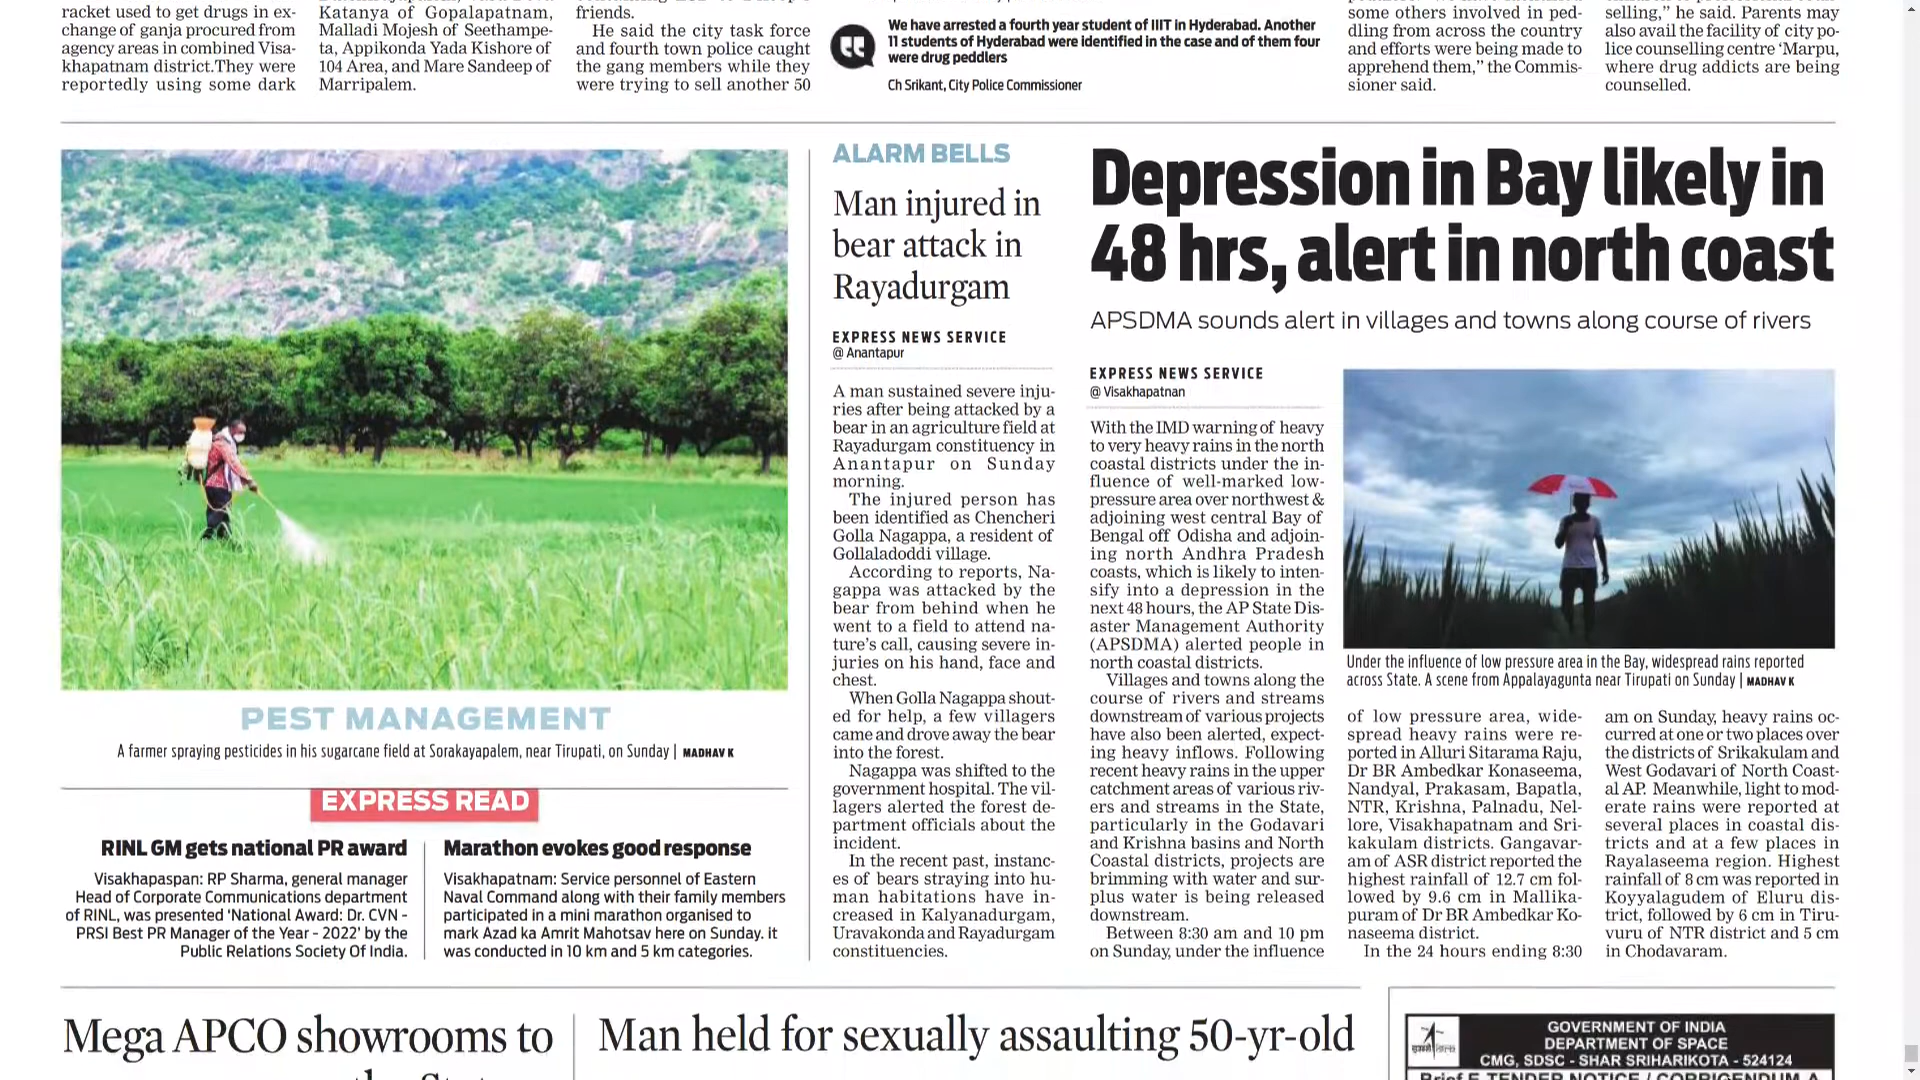 racket used to get drugs in ex-
change of ganja procured from
agency areas in combined Visa-
khapatnam district.They were
reportedly using some dark
Katanya of Gopalapatnam,
Malladi Mojesh of Seethampe-
ta, Appikonda Yada Kishore of
104 Area, and Mare Sandeep of
Marripalem.
friends.
He said the city task force
and fourth town police caught
the gang members while they
were trying to sell another 50
We have arrested a fourth year student of IIIT in Hyderabad. Another
11 students of Hyderabad were identified in the case and of them four
were drug peddlers
Ch Srikant, City Police Commissioner
some others involved in ped-
dling from across the country
and efforts were being made to
apprehend them,” the Commis-
sioner said.
selling,” he said. Parents may
also avail the facility of city po-
lice counselling centre ‘Marpu,
where drug addicts are being
counselled.
PEST MANAGEMENT
A farmer spraying pesticides in his sugarcane field at Sorakayapalem, near Tirupati, on Sunday | MADHAV K
EXPRESS READ
RINL GM gets national PR award
Visakhapaspan: RP Sharma, general manager
Head of Corporate Communications department
of RINL, was presented ‘National Award: Dr. CVN -
PRSI Best PR Manager of the Year - 2022’ by the
Public Relations Society Of India.
Marathon evokes good response
Visakhapatnam: Service personnel of Eastern
Naval Command along with their family members
participated in a mini marathon organised to
mark Azad ka Amrit Mahotsav here on Sunday. it
was conducted in 10 km and 5 km categories.
ALARM BELLS
Man injured in
bear attack in
Rayadurgam
EXPRESS NEWS SERVICE
@ Anantapur
A man sustained severe inju-
ries after being attacked by a
bear in an agriculture field at
Rayadurgam constituency in
Anantapur on Sunday
morning.
The injured person has
been identified as Chencheri
Golla Nagappa, a resident of
Gollaladoddi village.
According to reports, Na-
gappa was attacked by the
bear from behind when he
went to a field to attend na-
ture’s call, causing severe in-
juries on his hand, face and
chest.
When Golla Nagappa shout-
ed for help, a few villagers
came and drove away the bear
into the forest.
Nagappa was shifted to the
government hospital. The vil-
lagers alerted the forest de-
partment officials about the
incident.
In the recent past, instanc-
es of bears straying into hu-
man habitations have in-
creased in Kalyanadurgam,
Uravakonda and Rayadurgam
constituencies.
Depression in Bay likely in
48 hrs, alert in north coast
APSDMA sounds alert in villages and towns along course of rivers
EXPRESS NEWS SERVICE
@ Visakhapatnan
With the IMD warning of heavy
to very heavy rains in the north
coastal districts under the in-
fluence of well-marked low-
pressure area over northwest &
adjoining west central Bay of
Bengal off Odisha and adjoin-
ing north Andhra Pradesh
coasts, which is likely to inten-
sify into a depression in the
next 48 hours, the AP State Dis-
aster Management Authority
(APSDMA) alerted people in
north coastal districts.
Villages and towns along the
course of rivers and streams
downstream of various projects
have also been alerted, expect-
ing heavy inflows. Following
recent heavy rains in the upper
catchment areas of various riv-
ers and streams in the State,
particularly in the Godavari
and Krishna basins and North
Coastal districts, projects are
brimming with water and sur-
plus water is being released
downstream.
Between 8:30 am and 10 pm
on Sunday, under the influence
Under the influence of low pressure area in the Bay, widespread rains reported
across State. A scene from Appalayagunta near Tirupati on Sunday | MADHAV K
of low pressure area, wide-
spread heavy rains were re-
ported in Alluri Sitarama Raju,
Dr BR Ambedkar Konaseema,
Nandyal, Prakasam, Bapatla,
NTR, Krishna, Palnadu, Nel-
lore, Visakhapatnam and Sri-
kakulam districts. Gangavar-
am of ASR district reported the
highest rainfall of 12.7 cm fol-
lowed by 9.6 cm in Mallika-
puram of Dr BR Ambedkar Ko-
naseema district.
In the 24 hours ending 8:30
am on Sunday, heavy rains oc-
curred at one or two places over
the districts of Srikakulam and
West Godavari of North Coast-
al AP. Meanwhile, light to mod-
erate rains were reported at
several places in coastal dis-
tricts and at a few places in
Rayalaseema region. Highest
rainfall of 8 cm was reported in
Koyyalagudem of Eluru dis-
trict, followed by 6 cm in Tiru-
vuru of NTR district and 5 cm
in Chodavaram.
Mega APCO showrooms to
Man held for sexually assaulting 50-yr-old
GOVERNMENT OF INDIA
DEPARTMENT OF SPACE
CMG, SDSC - SHAR SRIHARIKOTA - 524124
Brief E-TENDER NOTICE / CORRIGENDUM A